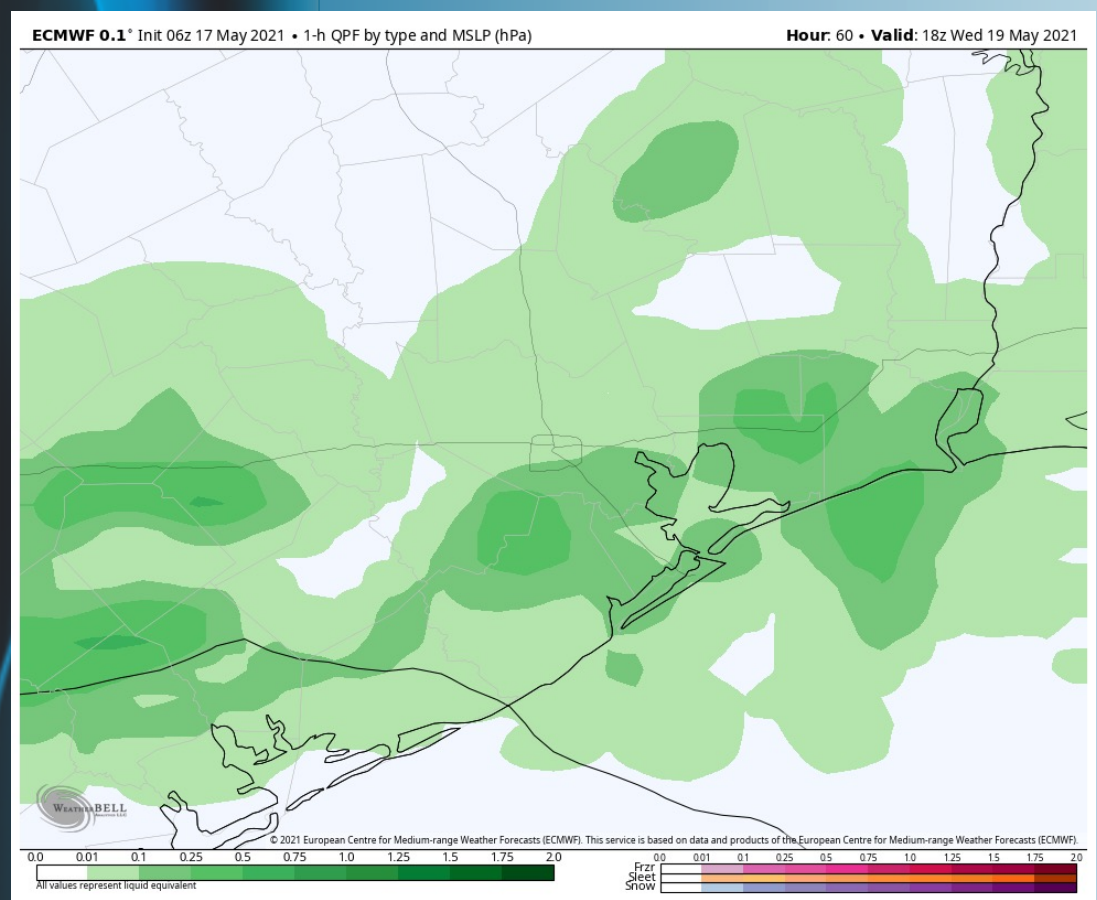 ECMWF 0.1° Init 06z 17 May 2021 • 1-h QPF by type and MSLP (hPa)
Hour: 60 • Valid: 18z Wed 19 May 2021
WEATHERBELL
ANALYTICS LLC
© 2021 European Centre for Medium-range Weather Forecasts (ECMWF). This service is based on data and products of the European Centre for Medium-range Weather Forecasts (ECMWF).
0.0 0.01 0.1 0.25 0.5 0.75 1.0 1.25 1.5 1.75 2.0
All values represent liquid equivalent
0.0 0.01 0.1 0.25 0.5 0.75 1.0 1.25 1.5 1.75 2.0
Frzr
Sleet
Snow